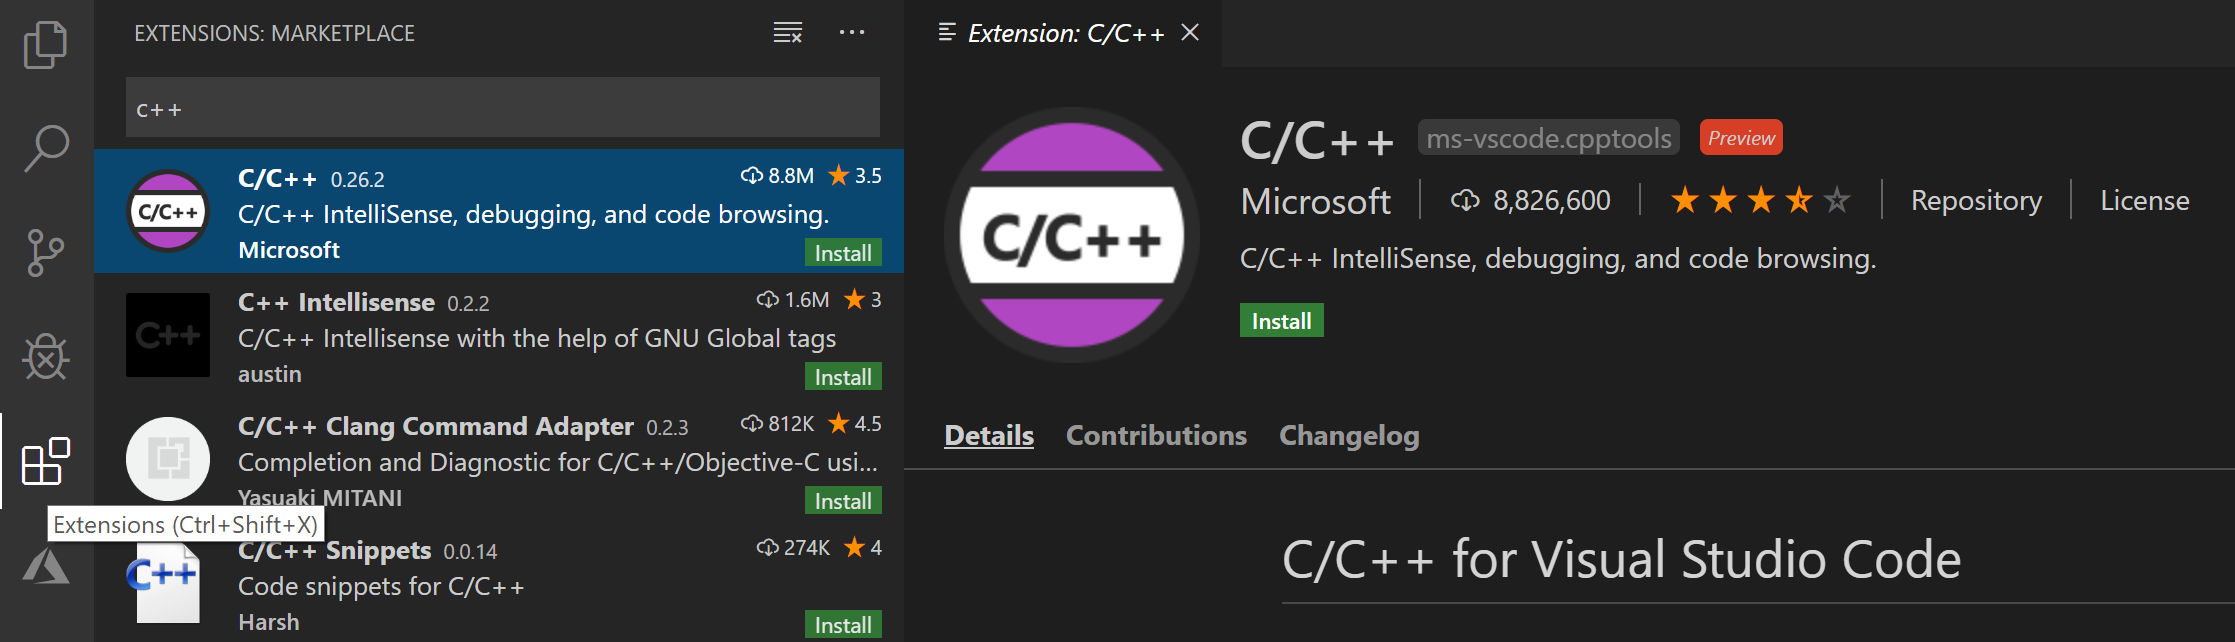 EXTENSIONS: MARKETPLACE
c++
C/C++ 0.26.2 8.8M 3.5
C/C++ IntelliSense, debugging, and code browsing.
Microsoft Install
C/C++
C++ Intellisense 0.2.2 1.6M 3
C/C++ Intellisense with the help of GNU Global tags
austin Install
C++
C/C++ Clang Command Adapter 0.2.3 812K 4.5
Completion and Diagnostic for C/C++/Objective-C usi...
Yasuaki MITANI Install
Extensions (Ctrl+Shift+X)
C/C++ Snippets 0.0.14 274K 4
Code snippets for C/C++
Harsh Install
C++
Extension: C/C++
C/C++
C/C++ ms-vscode.cpptools Preview
Microsoft 8,826,600 Repository License
C/C++ IntelliSense, debugging, and code browsing.
Install
Details Contributions Changelog
C/C++ for Visual Studio Code